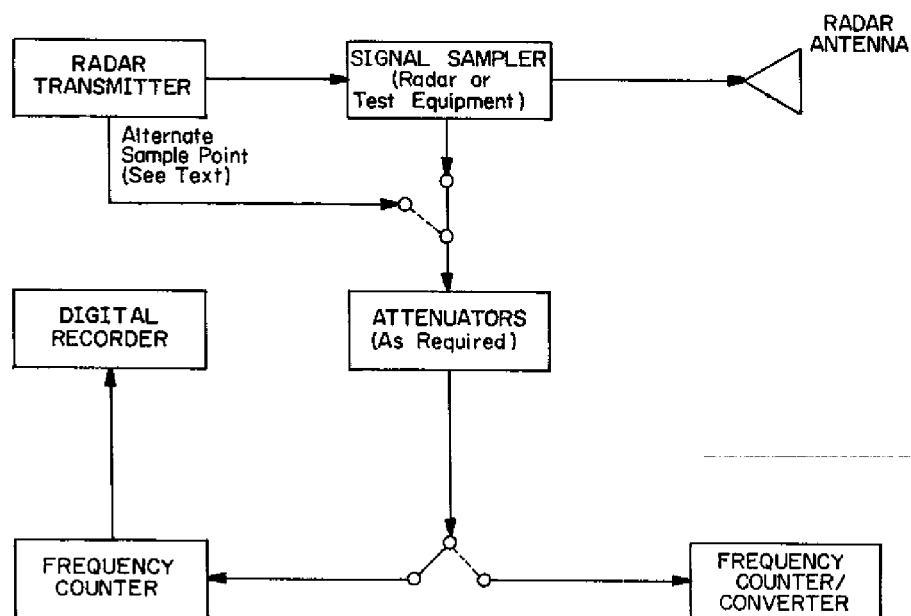 RADAR
ANTENNA
RADAR
TRANSMITTER
SIGNAL SAMPLER
(Radar or
Test Equipment)
Alternate
Sample Point
(See Text)
DIGITAL
RECORDER
ATTENUATORS
(As Required)
FREQUENCY
COUNTER
FREQUENCY
COUNTER/
CONVERTER